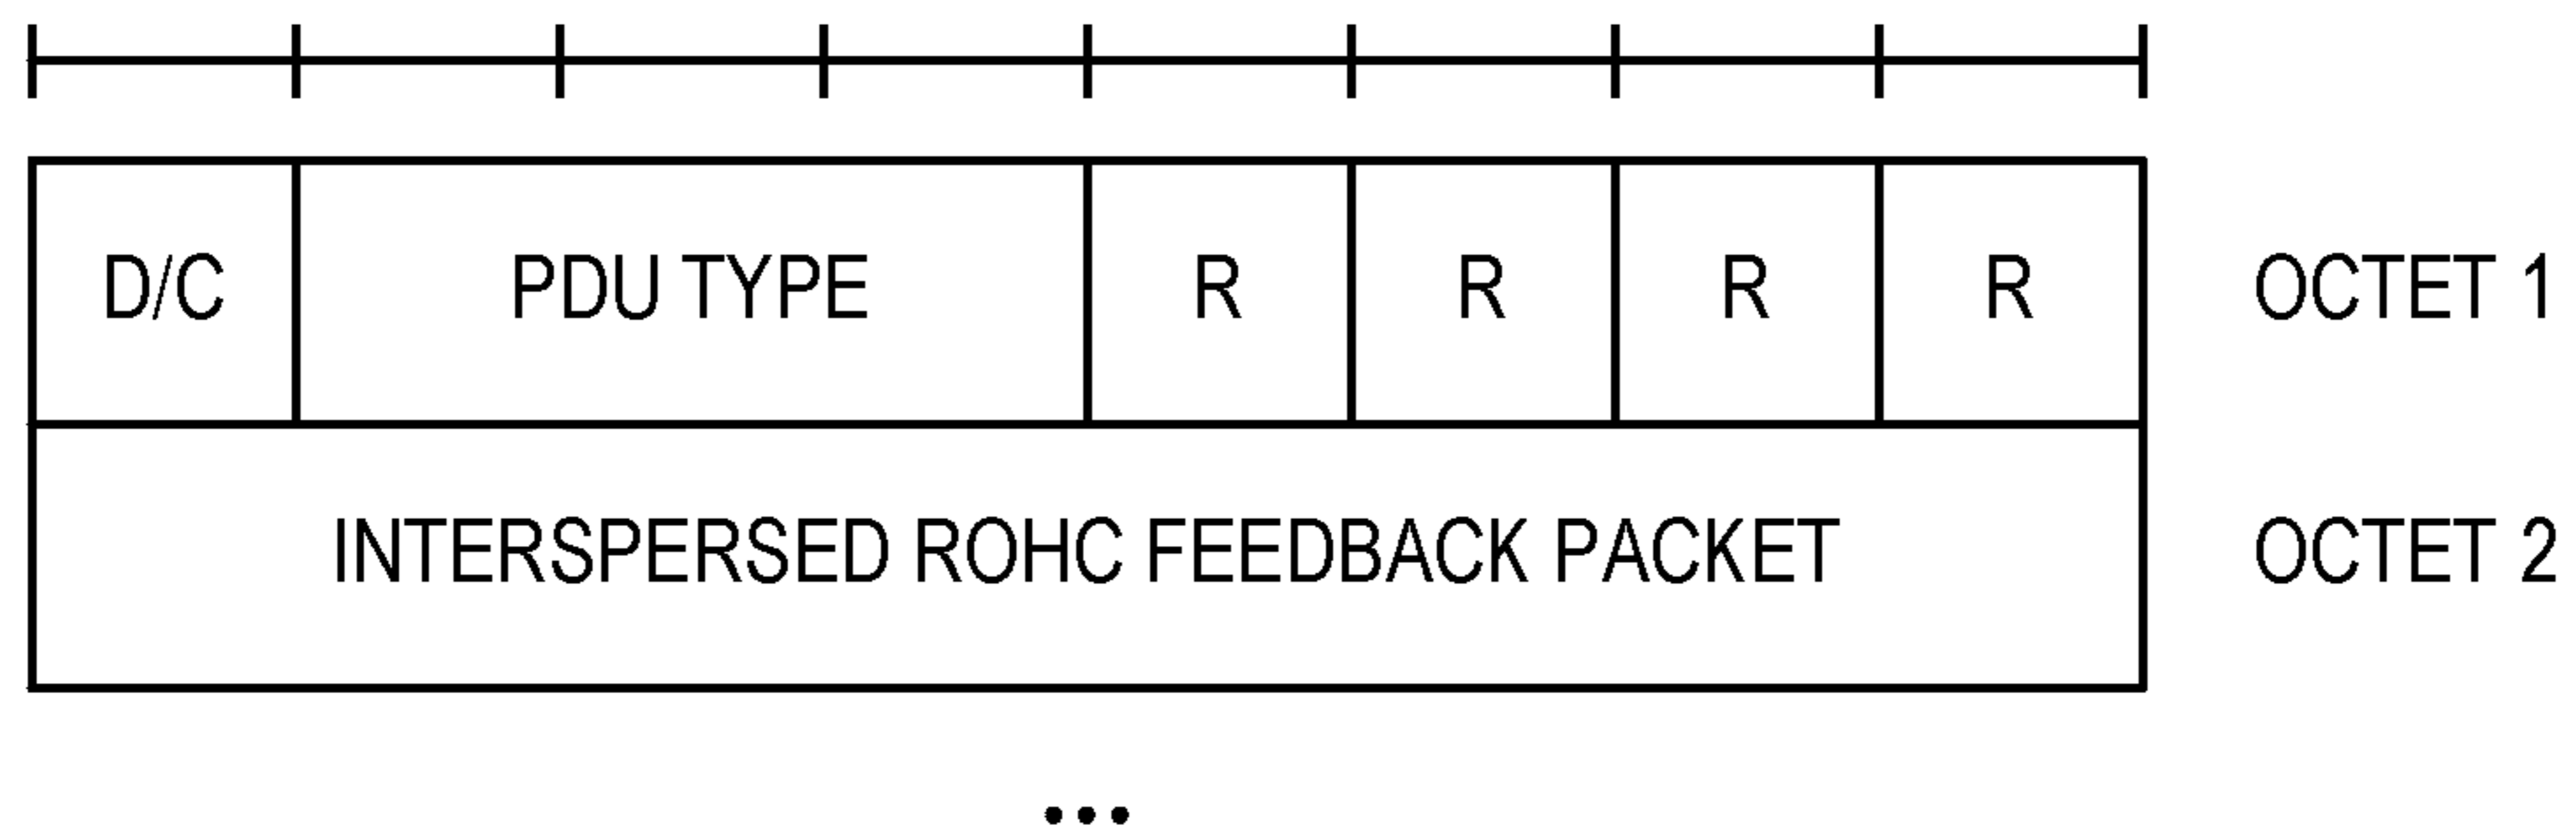 D/C PDU TYPE R R R R OCTET 1
INTERSPERSED ROHC FEEDBACK PACKET OCTET 2
...